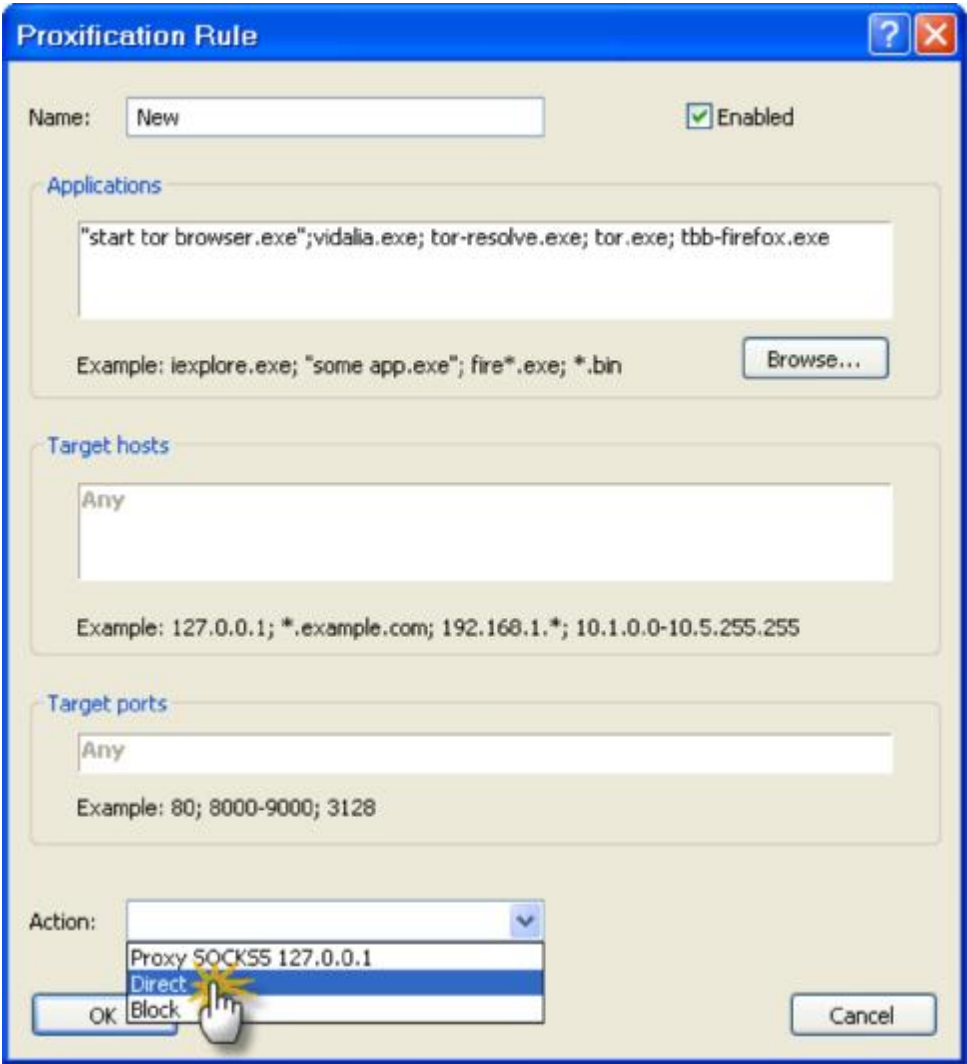 Proxification Rule
Name: New Enabled
Applications
"start tor browser.exe";vidalia.exe; tor-resolve.exe; tor.exe; tbb-firefox.exe
Example: iexplore.exe; "some app.exe"; fire*.exe; *.bin Browse...
Target hosts
Any
Example: 127.0.0.1; *.example.com; 192.168.1.*; 10.1.0.0-10.5.255.255
Target ports
Any
Example: 80; 8000-9000; 3128
Action:
Proxy SOCKS5 127.0.0.1
Direct
Block
OK Cancel